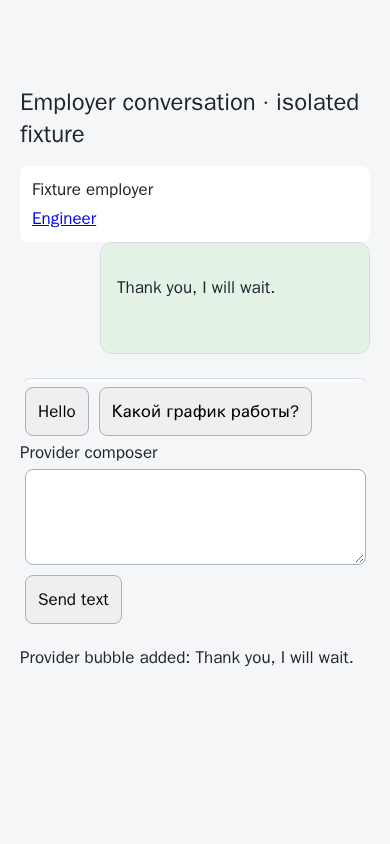 Employer conversation · isolated
fixture
Fixture employer
Engineer
Thank you, I will wait.
Hello
Какой график работы?
Provider composer
Send text
Provider bubble added: Thank you, I will wait.